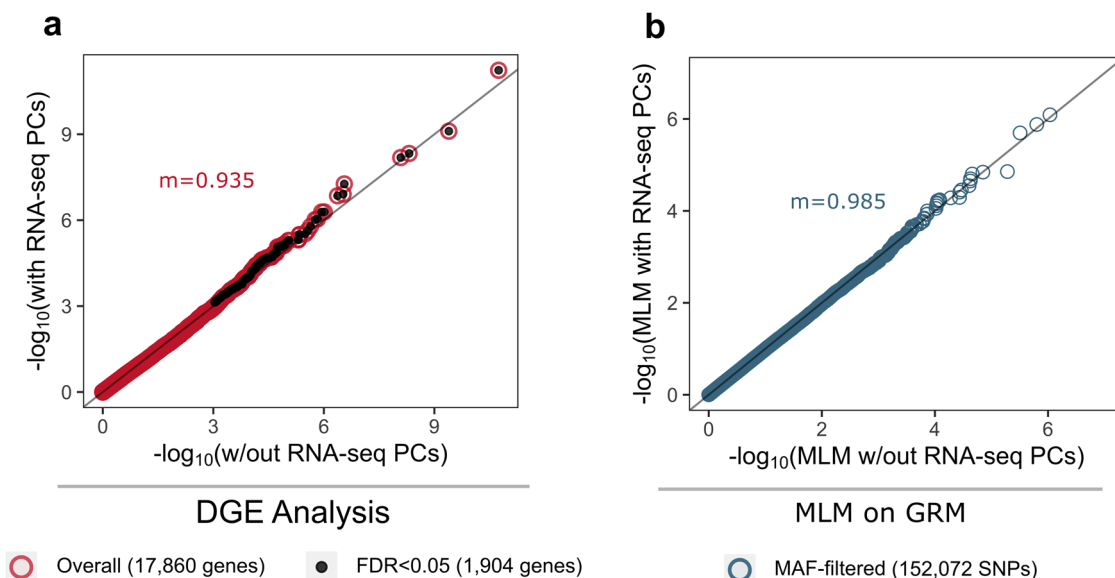 a
-log10(with RNA-seq PCs)
9
6
3
0
m=0.935
0 3 6 9
-log10(w/out RNA-seq PCs)
DGE Analysis
Overall (17,860 genes) FDR<0.05 (1,904 genes)
b
-log10(MLM with RNA-seq PCs)
6
4
2
0
m=0.985
0 2 4 6
-log10(MLM w/out RNA-seq PCs)
MLM on GRM
MAF-filtered (152,072 SNPs)